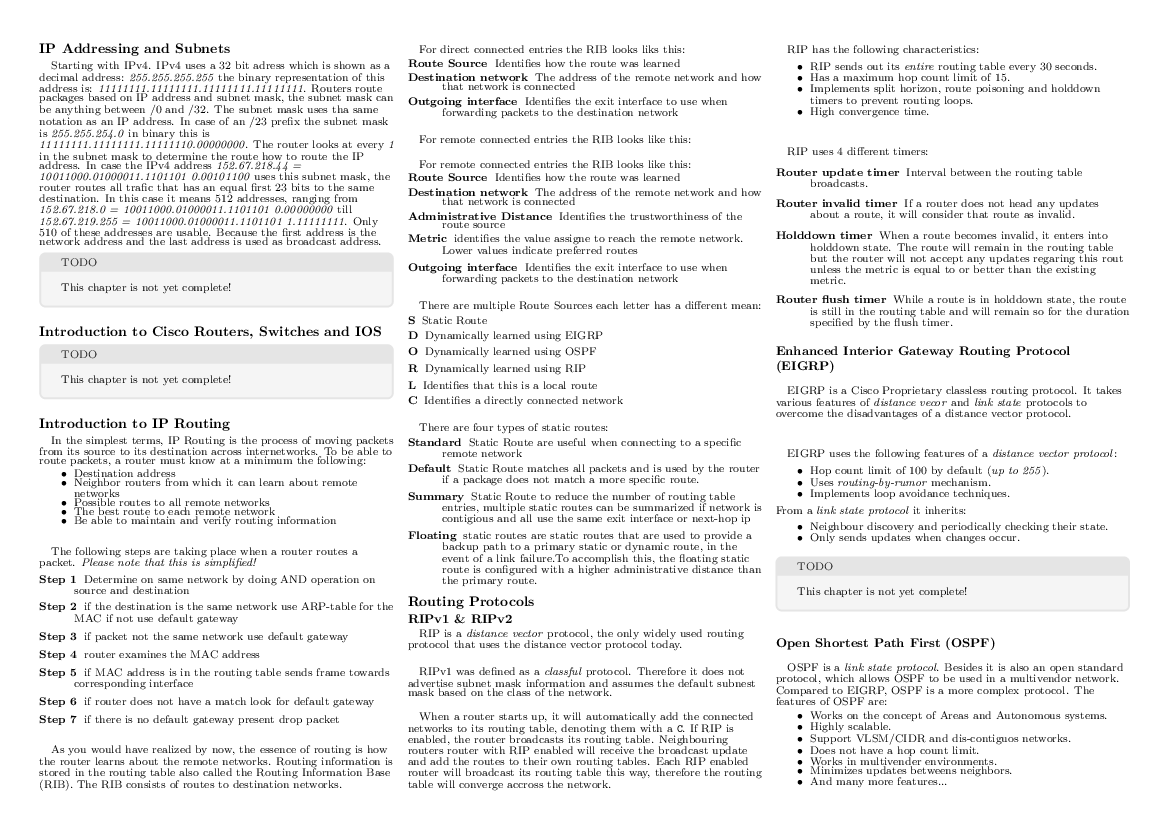 IP Addressing and Subnets
Starting with IPv4. IPv4 uses a 32 bit adress which is shown as a
decimal address: 255.255.255.255 the binary representation of this
address is: 11111111.11111111.11111111.11111111. Routers route
packages based on IP address and subnet mask, the subnet mask can
be anything between /0 and /32. The subnet mask uses tha same
notation as an IP address. In case of an /23 prefix the subnet mask
is 255.255.254.0 in binary this is
11111111.11111111.11111110.00000000. The router looks at every 1
in the subnet mask to determine the route how to route the IP
address. In case the IPv4 address 152.67.218.44 =
10011000.01000011.1101101 0.00101100 uses this subnet mask, the
router routes all trafic that has an equal first 23 bits to the same
destination. In this case it means 512 addresses, ranging from
152.67.218.0 = 10011000.01000011.1101101 0.00000000 till
152.67.219.255 = 10011000.01000011.1101101 1.11111111. Only
510 of these addresses are usable. Because the first address is the
network address and the last address is used as broadcast address.
TODO
This chapter is not yet complete!
Introduction to Cisco Routers, Switches and IOS
TODO
This chapter is not yet complete!
Introduction to IP Routing
In the simplest terms, IP Routing is the process of moving packets
from its source to its destination across internetworks. To be able to
route packets, a router must know at a minimum the following:
• Destination address
• Neighbor routers from which it can learn about remote
networks
• Possible routes to all remote networks
• The best route to each remote network
• Be able to maintain and verify routing information
The following steps are taking place when a router routes a
packet. Please note that this is simplified!
Step 1 Determine on same network by doing AND operation on
source and destination
Step 2 if the destination is the same network use ARP-table for the
MAC if not use default gateway
Step 3 if packet not the same network use default gateway
Step 4 router examines the MAC address
Step 5 if MAC address is in the routing table sends frame towards
corresponding interface
Step 6 if router does not have a match look for default gateway
Step 7 if there is no default gateway present drop packet
As you would have realized by now, the essence of routing is how
the router learns about the remote networks. Routing information is
stored in the routing table also called the Routing Information Base
(RIB). The RIB consists of routes to destination networks.
For direct connected entries the RIB looks like this:
Route Source Identifies how the route was learned
Destination network The address of the remote network and how
that network is connected
Outgoing interface Identifies the exit interface to use when
forwarding packets to the destination network
For remote connected entries the RIB looks like this:
For remote connected entries the RIB looks like this:
Route Source Identifies how the route was learned
Destination network The address of the remote network and how
that network is connected
Administrative Distance Identifies the trustworthiness of the
route source
Metric identifies the value assigne to reach the remote network.
Lower values indicate preferred routes
Outgoing interface Identifies the exit interface to use when
forwarding packets to the destination network
There are multiple Route Sources each letter has a different mean:
S Static Route
D Dynamically learned using EIGRP
O Dynamically learned using OSPF
R Dynamically learned using RIP
L Identifies that this is a local route
C Identifies a directly connected network
There are four types of static routes:
Standard Static Route are useful when connecting to a specific
remote network
Default Static Route matches all packets and is used by the router
if a package does not match a more specific route.
Summary Static Route to reduce the number of routing table
entries, multiple static routes can be summarized if network is
contigious and all use the same exit interface or next-hop ip
Floating static routes are static routes that are used to provide a
backup path to a primary static or dynamic route, in the
event of a link failure.To accomplish this, the floating static
route is configured with a higher administrative distance than
the primary route.
Routing Protocols
RIPv1 & RIPv2
RIP is a distance vector protocol, the only widely used routing
protocol that uses the distance vector protocol today.
RIPv1 was defined as a classful protocol. Therefore it does not
advertise subnet mask information and assumes the default subnest
mask based on the class of the network.
When a router starts up, it will automatically add the connected
networks to its routing table, denoting them with a C. If RIP is
enabled, the router broadcasts its routing table. Neighbouring
routers router with RIP enabled will receive the broadcast update
and add the routes to their own routing tables. Each RIP enabled
router will broadcast its routing table this way, therefore the routing
table will converge accross the network.
RIP has the following characteristics:
• RIP sends out its entire routing table every 30 seconds.
• Has a maximum hop count limit of 15.
• Implements split horizon, route poisoning and holddown
timers to prevent routing loops.
• High convergence time.
RIP uses 4 different timers:
Router update timer Interval between the routing table
broadcasts.
Router invalid timer If a router does not head any updates
about a route, it will consider that route as invalid.
Holddown timer When a route becomes invalid, it enters into
holddown state. The route will remain in the routing table
but the router will not accept any updates regaring this rout
unless the metric is equal to or better than the existing
metric.
Router flush timer While a route is in holddown state, the route
is still in the routing table and will remain so for the duration
specified by the flush timer.
Enhanced Interior Gateway Routing Protocol
(EIGRP)
EIGRP is a Cisco Proprietary classless routing protocol. It takes
various features of distance vecor and link state protocols to
overcome the disadvantages of a distance vector protocol.
EIGRP uses the following features of a distance vector protocol:
• Hop count limit of 100 by default (up to 255).
• Uses routing-by-rumor mechanism.
• Implements loop avoidance techniques.
From a link state protocol it inherits:
• Neighbour discovery and periodically checking their state.
• Only sends updates when changes occur.
TODO
This chapter is not yet complete!
Open Shortest Path First (OSPF)
OSPF is a link state protocol. Besides it is also an open standard
protocol, which allows OSPF to be used in a multivendor network.
Compared to EIGRP, OSPF is a more complex protocol. The
features of OSPF are:
• Works on the concept of Areas and Autonomous systems.
• Highly scalable.
• Support VLSM/CIDR and dis-contignos networks.
• Does not have a hop count limit.
• Works in multivender environments.
• Minimizes updates betweens neighbors.
• And many more features...